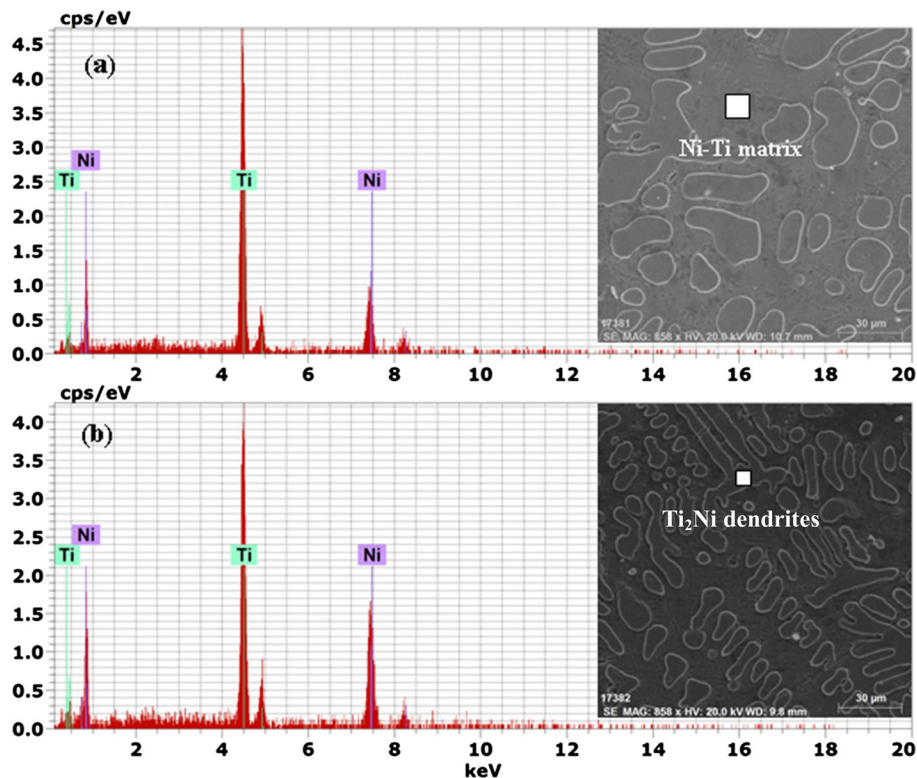 cps/eV
4.5
(a)
4.0
3.5
3.0
Ni
Ti Ti Ni
2.5
2.0
1.5
1.0
0.5
0.0
2 4 6 8 10 12 14 16 18 20
Ni-Ti matrix
17381 30 µm
SE MAG: 858 x HV: 20.0 kV WD: 10.7 mm
cps/eV
4.0
(b)
3.5
3.0
2.5
Ni
Ti Ti Ni
2.0
1.5
1.0
0.5
0.0
2 4 6 8 10 12 14 16 18 20
keV
Ti₂Ni dendrites
17382 30 µm
SE MAG: 858 x HV: 20.0 kV WD: 9.8 mm